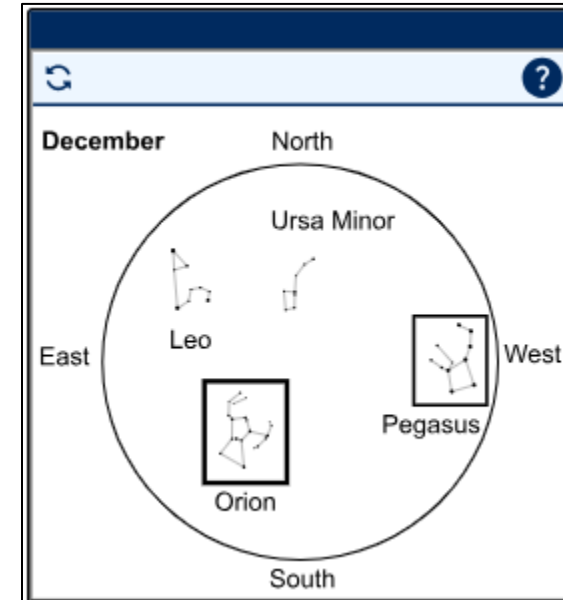 ?
December
North
Ursa Minor
Leo
East
West
Pegasus
Orion
South